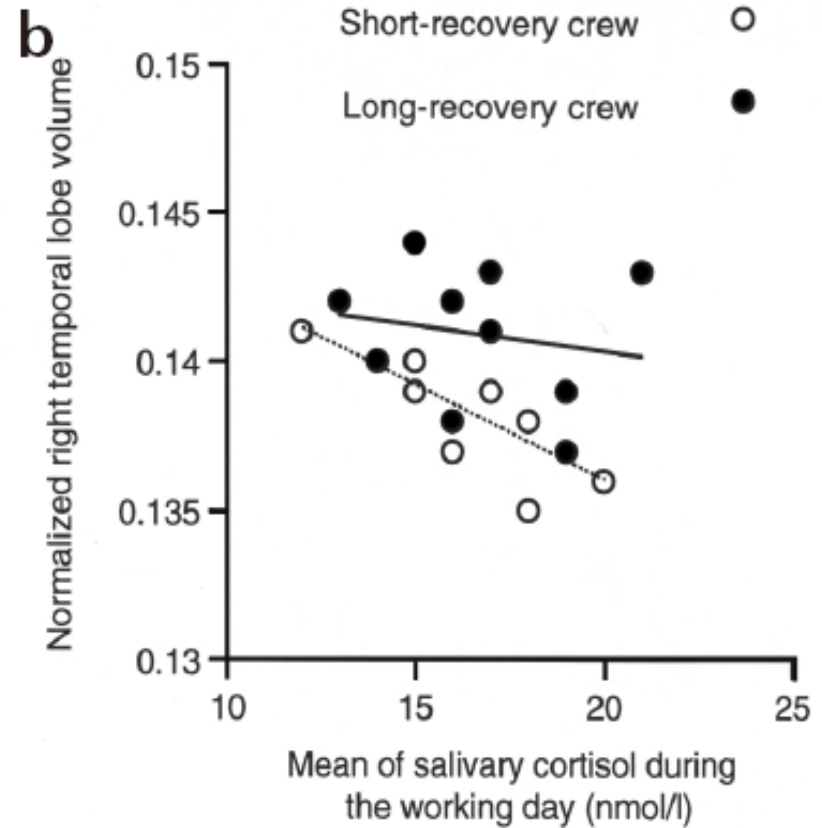 b
Short-recovery crew
Long-recovery crew
Normalized right temporal lobe volume
0.15
0.145
0.14
0.135
0.13
10 15 20 25
Mean of salivary cortisol during
the working day (nmol/l)